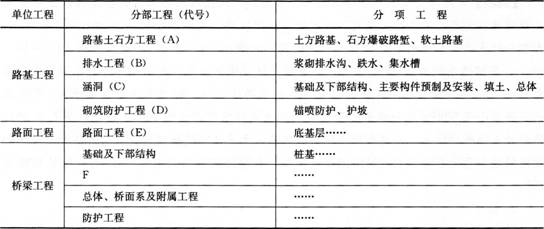 单位工程 分部工程（代号） 分 项 工 程
路基工程 路基土石方工程（A） 土方路基、石方爆破路堑、软土路基
排水工程（B） 浆砌排水沟、跌水、集水槽
涵洞（C） 基础及下部结构、主要构件预制及安装、填土、总体
砌筑防护工程（D） 锚喷防护、护坡
路面工程 路面工程（E） 底基层……
桥梁工程 基础及下部结构 桩基……
F ……
总体、桥面系及附属工程 ……
防护工程 ……